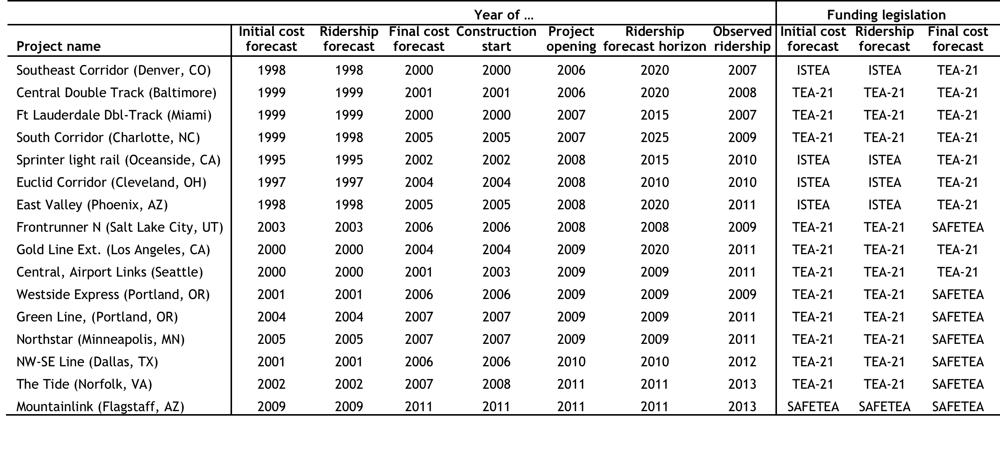 Year of … Funding legislation
Initial cost Ridership Final cost Construction Project Ridership Observed Initial cost Ridership Final cost
Project name forecast forecast forecast start opening forecast horizon ridership forecast forecast forecast
Southeast Corridor (Denver, CO) 1998 1998 2000 2000 2006 2020 2007 ISTEA ISTEA TEA-21
Central Double Track (Baltimore) 1999 1999 2001 2001 2006 2020 2008 TEA-21 TEA-21 TEA-21
Ft Lauderdale Dbl-Track (Miami) 1999 1999 2000 2000 2007 2015 2007 TEA-21 TEA-21 TEA-21
South Corridor (Charlotte, NC) 1999 1998 2005 2005 2007 2025 2009 TEA-21 TEA-21 TEA-21
Sprinter light rail (Oceanside, CA) 1995 1995 2002 2002 2008 2015 2010 ISTEA ISTEA TEA-21
Euclid Corridor (Cleveland, OH) 1997 1997 2004 2004 2008 2010 2010 ISTEA ISTEA TEA-21
East Valley (Phoenix, AZ) 1998 1998 2005 2005 2008 2020 2011 ISTEA ISTEA TEA-21
Frontrunner N (Salt Lake City, UT) 2003 2003 2006 2006 2008 2008 2009 TEA-21 TEA-21 SAFETEA
Gold Line Ext. (Los Angeles, CA) 2000 2000 2004 2004 2009 2020 2011 TEA-21 TEA-21 TEA-21
Central, Airport Links (Seattle) 2000 2000 2001 2003 2009 2009 2011 TEA-21 TEA-21 TEA-21
Westside Express (Portland, OR) 2001 2001 2006 2006 2009 2009 2009 TEA-21 TEA-21 SAFETEA
Green Line, (Portland, OR) 2004 2004 2007 2007 2009 2009 2011 TEA-21 TEA-21 SAFETEA
Northstar (Minneapolis, MN) 2005 2005 2007 2007 2009 2009 2011 TEA-21 TEA-21 SAFETEA
NW-SE Line (Dallas, TX) 2001 2001 2006 2006 2010 2010 2012 TEA-21 TEA-21 SAFETEA
The Tide (Norfolk, VA) 2002 2002 2007 2008 2011 2011 2013 TEA-21 TEA-21 SAFETEA
Mountainlink (Flagstaff, AZ) 2009 2009 2011 2011 2011 2011 2013 SAFETEA SAFETEA SAFETEA